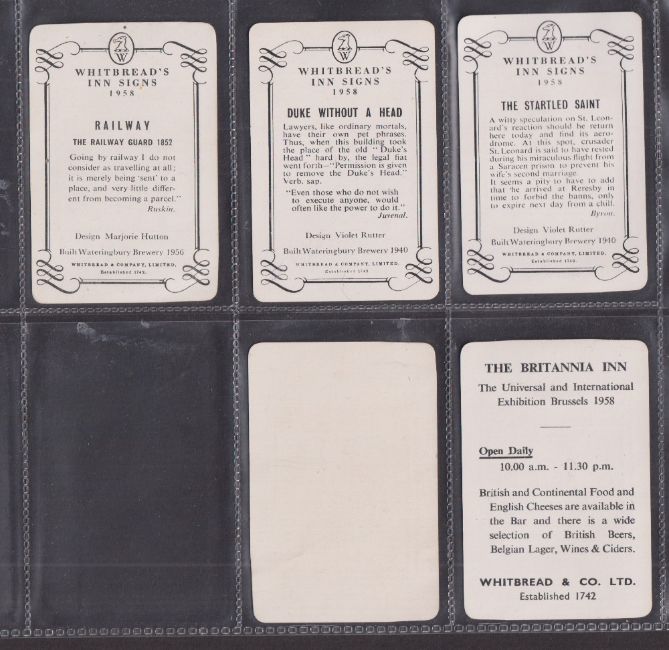 W
WHITBREAD'S
INN SIGNS
1958
RAILWAY
THE RAILWAY GUARD 1852
Going by railway I do not
consider as travelling at all;
it is merely being 'sent' to a
place, and very little differ-
ent from becoming a parcel."
Ruskin.
Design Marjorie Hutton
Built Wateringbury Brewery 1956
WHITBREAD & COMPANY, LIMITED.
Established 1742.
W
WHITBREAD'S
INN SIGNS
1958
DUKE WITHOUT A HEAD
Lawyers, like ordinary mortals,
have their own pet phrases.
Thus, when this building took
the place of the old "Duke's
Head" hard by, the legal fiat
went forth—"Permission is given
to remove the Duke's Head."
Verb. sap.
"Even those who do not wish
to execute anyone, would
often like the power to do it."
Juvenal.
Design Violet Rutter
Built Wateringbury Brewery 1940
WHITBREAD & COMPANY, LIMITED.
Established 1742.
W
WHITBREAD'S
INN SIGNS
1958
THE STARTLED SAINT
A witty speculation on St. Leon-
ard's reaction should he return
here today and find its aero-
drome. At this spot, crusader
St. Leonard is said to have rested
during his miraculous flight from
a Saracen prison to prevent his
wife's second marriage.
It seems a pity to have to add
that he arrived at Reresby in
time to forbid the banns, only
to expire next day from a chill.
Byron.
Design Violet Rutter
Built Wateringbury Brewery 1940
WHITBREAD & COMPANY, LIMITED.
Established 1742.
THE BRITANNIA INN
The Universal and International
Exhibition Brussels 1958
Open Daily
10.00 a.m. - 11.30 p.m.
British and Continental Food and
English Cheeses are available in
the Bar and there is a wide
selection of British Beers,
Belgian Lager, Wines & Ciders.
WHITBREAD & CO. LTD.
Established 1742